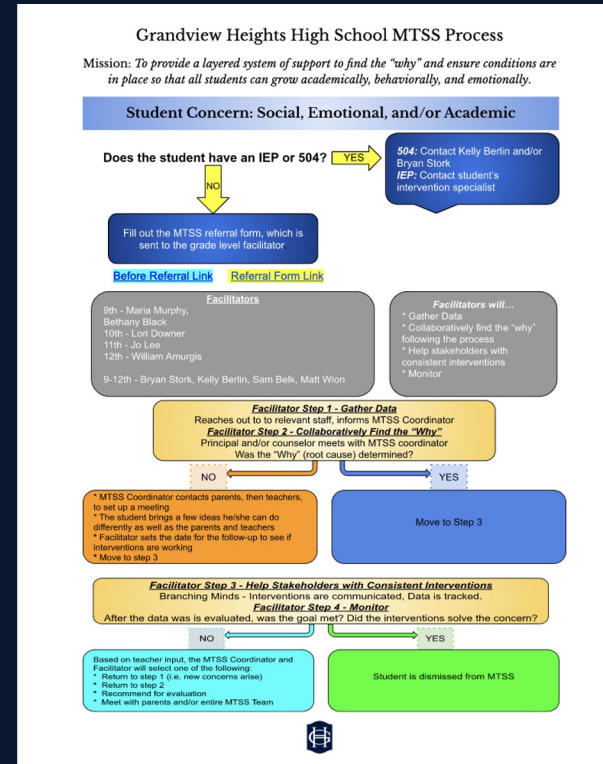 Grandview Heights High School MTSS Process
Mission: To provide a layered system of support to find the “why” and ensure conditions are
in place so that all students can grow academically, behaviorally, and emotionally.
Student Concern: Social, Emotional, and/or Academic
Does the student have an IEP or 504?
YES
504: Contact Kelly Berlin and/or
Bryan Stork
IEP: Contact student’s
intervention specialist
NO
Fill out the MTSS referral form, which is
sent to the grade level facilitator
Before Referral Link
Referral Form Link
Facilitators
9th - Maria Murphy,
Bethany Black
10th - Lori Downer
11th - Jo Lee
12th - William Amurgis
9-12th - Bryan Stork, Kelly Berlin, Sam Belk, Matt Wion
Facilitators will…
* Gather Data
* Collaboratively find the “why”
following the process
* Help stakeholders with
consistent interventions
* Monitor
Facilitator Step 1 - Gather Data
Reaches out to to relevant staff, informs MTSS Coordinator
Facilitator Step 2 - Collaboratively Find the “Why”
Principal and/or counselor meets with MTSS coordinator
Was the “Why” (root cause) determined?
NO
YES
* MTSS Coordinator contacts parents, then teachers,
to set up a meeting
* The student brings a few ideas he/she can do
differently as well as the parents and teachers
* Facilitator sets the date for the follow-up to see if
interventions are working
* Move to step 3
Move to Step 3
Facilitator Step 3 - Help Stakeholders with Consistent Interventions
Branching Minds - Interventions are communicated, Data is tracked.
Facilitator Step 4 - Monitor
After the data was is evaluated, was the goal met? Did the interventions solve the concern?
NO
YES
Based on teacher input, the MTSS Coordinator and
Facilitator will select one of the following:
* Return to step 1 (i.e. new concerns arise)
* Return to step 2
* Recommend for evaluation
* Meet with parents and/or entire MTSS Team
Student is dismissed from MTSS
GH